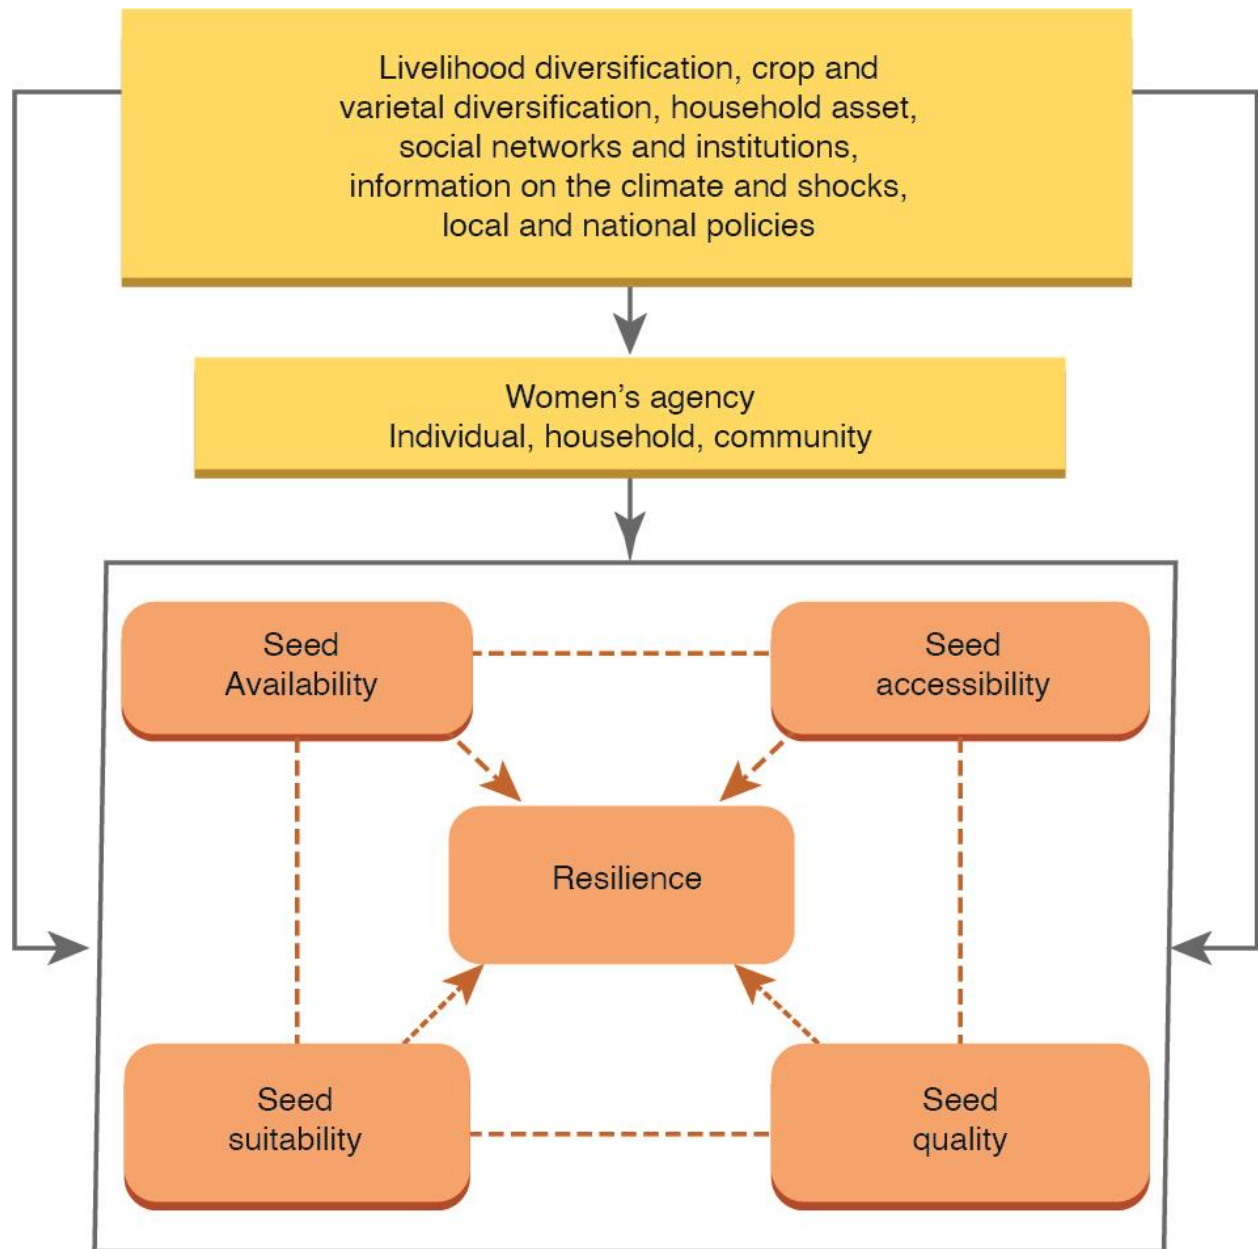 Livelihood diversification, crop and
varietal diversification, household asset,
social networks and institutions,
information on the climate and shocks,
local and national policies
Women’s agency
Individual, household, community
Seed
Availability
Seed
accessibility
Resilience
Seed
suitability
Seed
quality